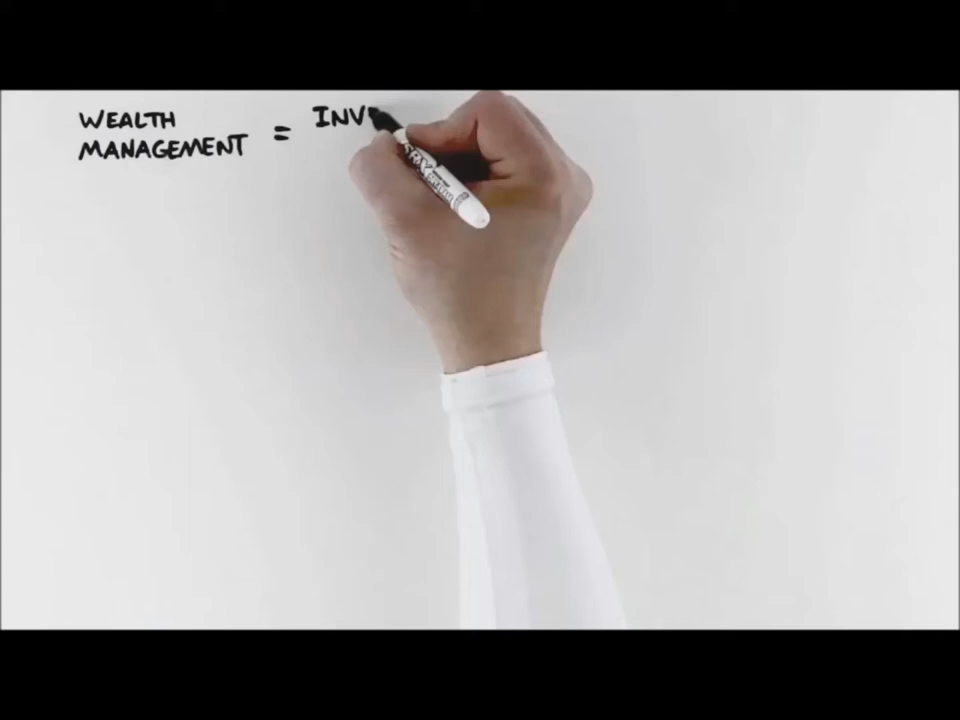 WEALTH
MANAGEMENT
=
INV